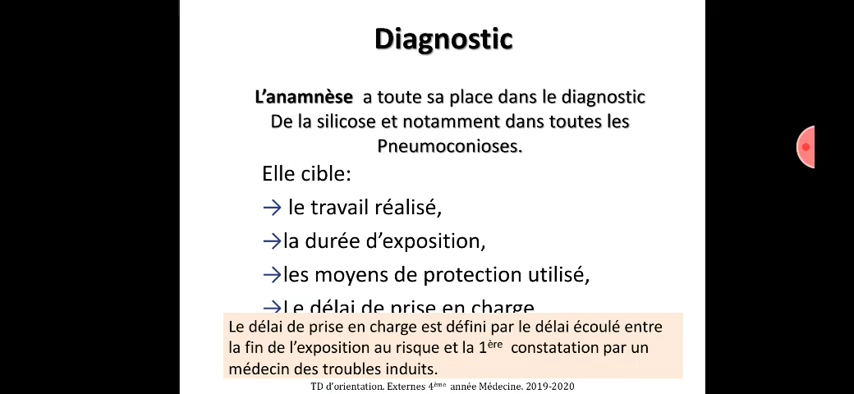 Diagnostic
L'anamnèse a toute sa place dans le diagnostic
De la silicose et notamment dans toutes les
Pneumoconioses.
Elle cible:
→ le travail réalisé,
→la durée d'exposition,
→les moyens de protection utilisé,
→Le délai de prise en charge
Le délai de prise en charge est défini par le délai écoulé entre
la fin de l'exposition au risque et la 1ère constatation par un
médecin des troubles induits.
TD d'orientation. Externes 4ème année Médecine. 2019-2020